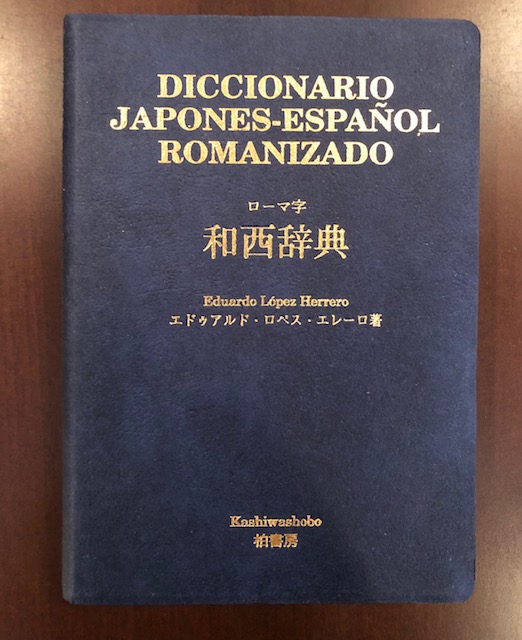 DICCIONARIO
JAPONES-ESPAÑOL
ROMANIZADO
ローマ字
和西辞典
Eduardo López Herrero
エドゥアルド・ロペス・エレーロ著
Kashiwashobo
柏書房